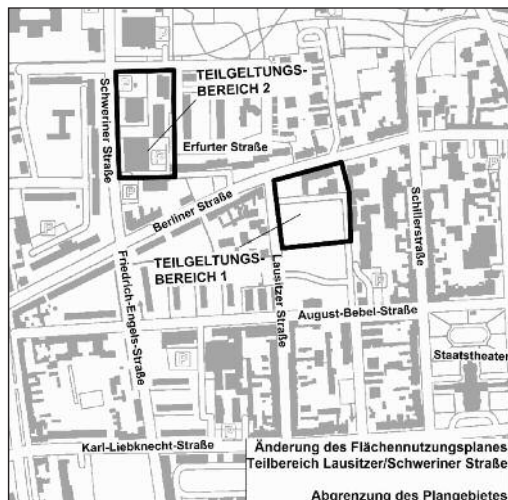 TEILGELTUNGS-
BEREICH 2
Schweriner Straße
Erfurter Straße
Berliner Straße
Schillerstraße
TEILGELTUNGS-
BEREICH 1
Lausitzer Straße
Friedrich-Engels-Straße
August-Bebel-Straße
Staatstheater
Karl-Liebknecht-Straße
Änderung des Flächennutzungsplanes
Teilbereich Lausitzer/Schweriner Straße
Abgrenzung des Plangebietes